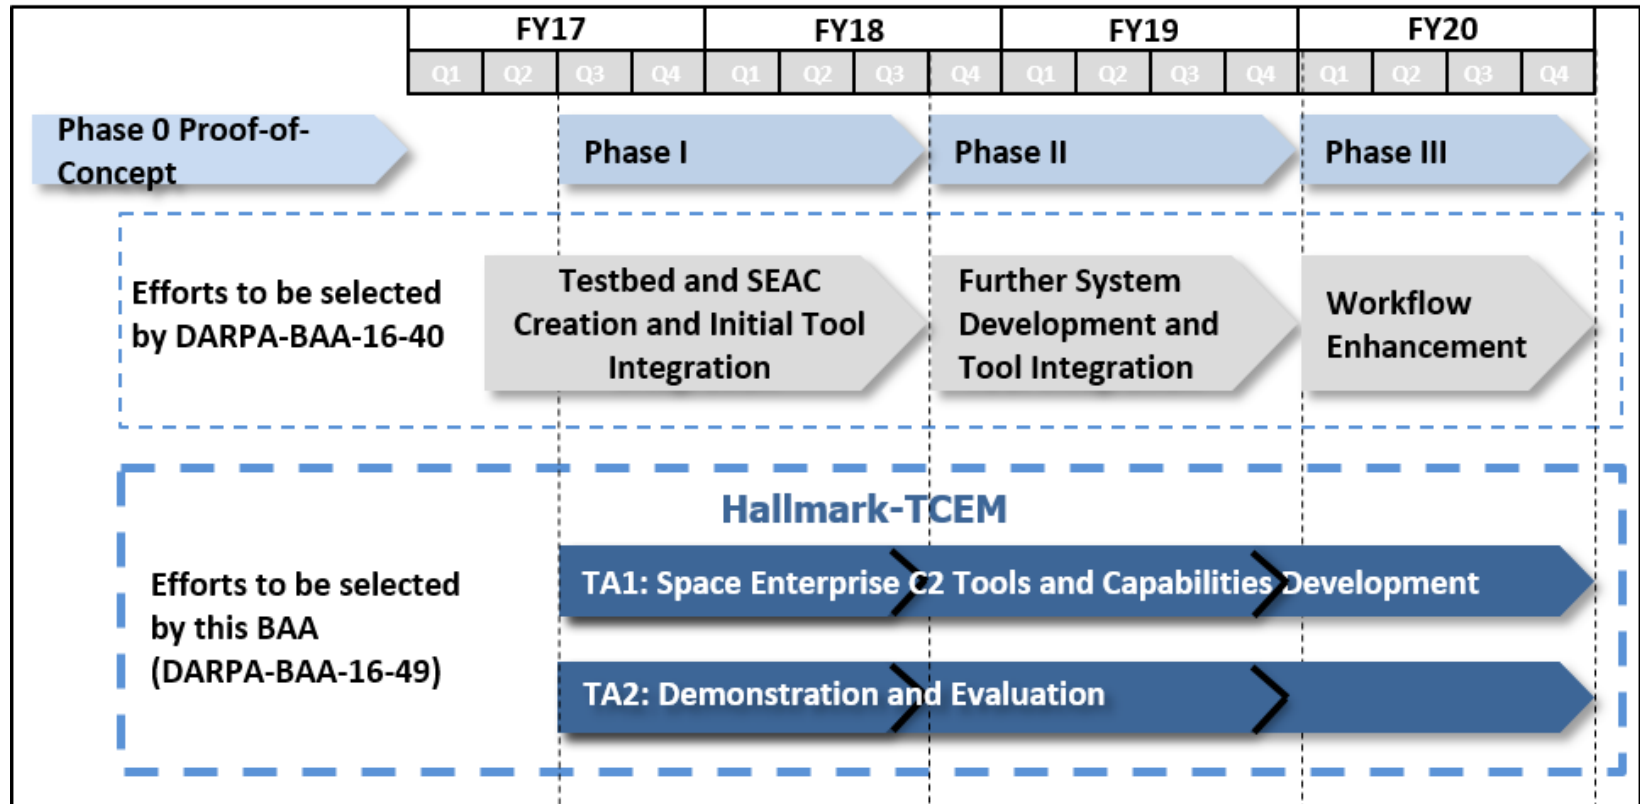 FY17 FY18 FY19 FY20
Q1 Q2 Q3 Q4 Q1 Q2 Q3 Q4 Q1 Q2 Q3 Q4 Q1 Q2 Q3 Q4
Phase 0 Proof-of-
Concept
Phase I
Phase II
Phase III
Efforts to be selected
by DARPA-BAA-16-40
Testbed and SEAC
Creation and Initial Tool
Integration
Further System
Development and
Tool Integration
Workflow
Enhancement
Hallmark-TCEM
Efforts to be selected
by this BAA
(DARPA-BAA-16-49)
TA1: Space Enterprise C2 Tools and Capabilities Development
TA2: Demonstration and Evaluation